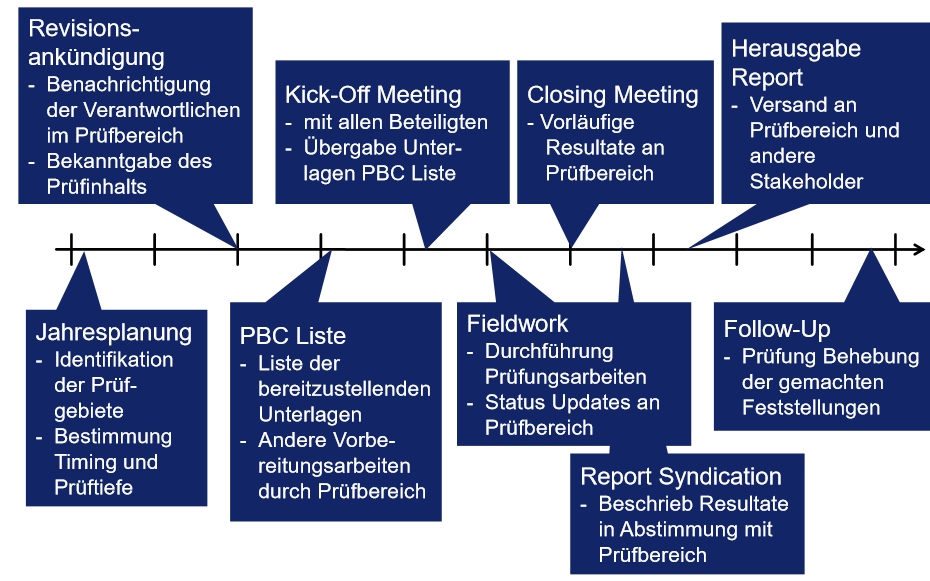 Revisions-
ankündigung
- Benachrichtigung
der Verantwortlichen
im Prüfbereich
- Bekanntgabe des
Prüfinhalts
Kick-Off Meeting
- mit allen Beteiligten
- Übergabe Unter-
lagen PBC Liste
Closing Meeting
- Vorläufige
Resultate an
Prüfbereich
Herausgabe
Report
- Versand an
Prüfbereich und
andere
Stakeholder
Jahresplanung
- Identifikation
der Prüf-
gebiete
- Bestimmung
Timing und
Prüftiefe
PBC Liste
- Liste der
bereitzustellenden
Unterlagen
- Andere Vorbe-
reitungsarbeiten
durch Prüfbereich
Fieldwork
- Durchführung
Prüfungsarbeiten
- Status Updates an
Prüfbereich
Report Syndication
- Beschrieb Resultate
in Abstimmung mit
Prüfbereich
Follow-Up
- Prüfung Behebung
der gemachten
Feststellungen